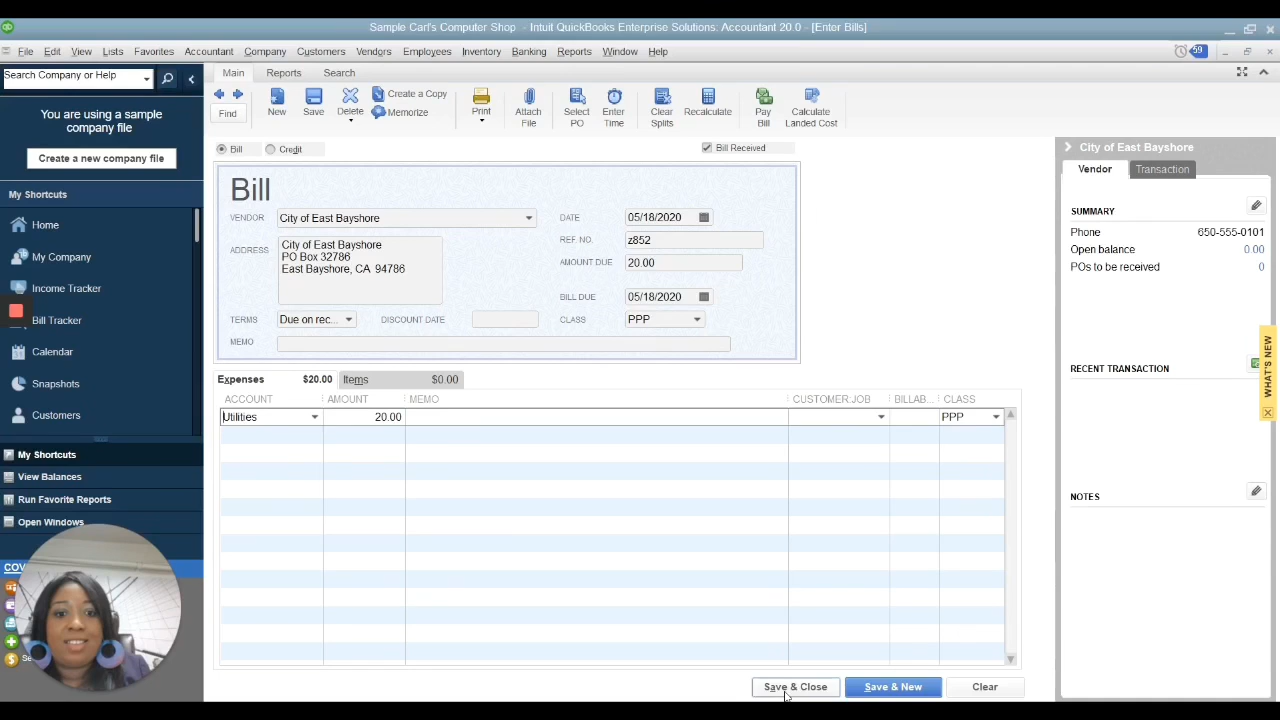 Sample Carl's Computer Shop - Intuit QuickBooks Enterprise Solutions: Accountant 20.0 - [Enter Bills]
File Edit View Lists Favorites Accountant Company Customers Vendors Employees Inventory Banking Reports Window Help
59
Search Company or Help
You are using a sample
company file
Create a new company file
My Shortcuts
Home
My Company
Income Tracker
Bill Tracker
Calendar
Snapshots
Customers
My Shortcuts
View Balances
Run Favorite Reports
Open Windows
COV
Se
Main Reports Search
Find
New
Save
Delete
Create a Copy
Memorize
Print
Attach
File
Select
PO
Enter
Time
Clear
Splits
Recalculate
Pay
Bill
Calculate
Landed Cost
Bill Credit Bill Received
Bill
VENDOR City of East Bayshore
ADDRESS City of East Bayshore
PO Box 32786
East Bayshore, CA 94786
TERMS Due on rec... DISCOUNT DATE
MEMO
DATE 05/18/2020
REF. NO. z852
AMOUNT DUE 20.00
BILL DUE 05/18/2020
CLASS PPP
Expenses $20.00 Items $0.00
ACCOUNT AMOUNT MEMO CUSTOMER:JOB BILLAB... CLASS
Utilities 20.00 PPP
Save & Close Save & New Clear
City of East Bayshore
Vendor Transaction
SUMMARY
Phone 650-555-0101
Open balance 0.00
POs to be received 0
RECENT TRANSACTION
NOTES
WHAT'S NEW